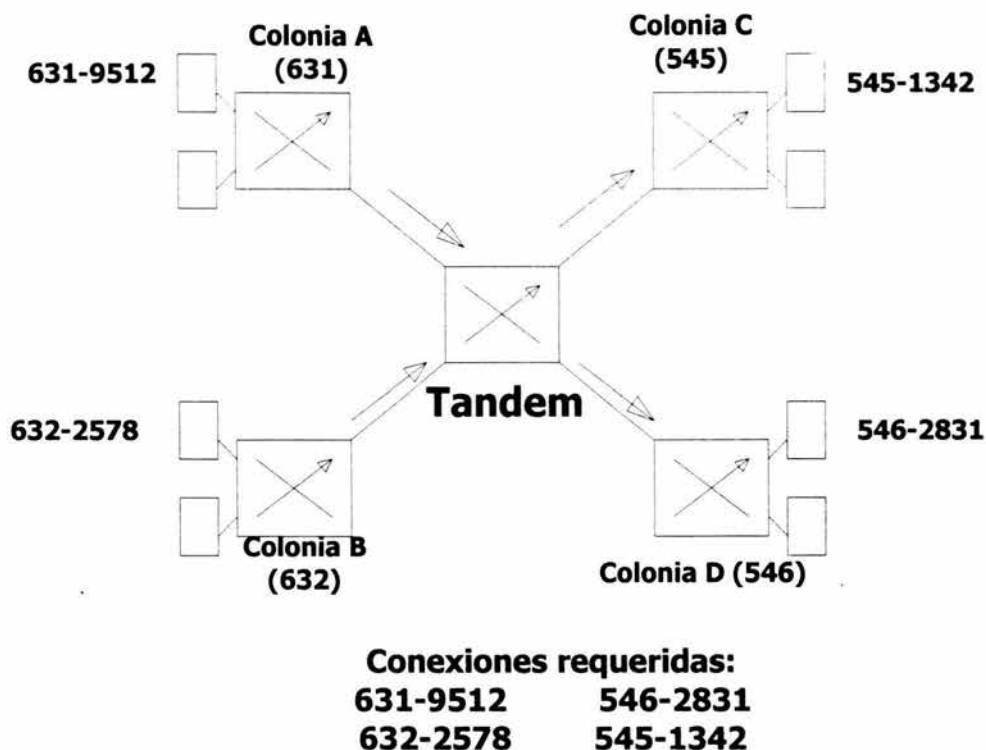 Colonia A
(631)
Colonia C
(545)
631-9512
545-1342
Tandem
632-2578
546-2831
Colonia B
(632)
Colonia D (546)
Conexiones requeridas:
631-9512 546-2831
632-2578 545-1342